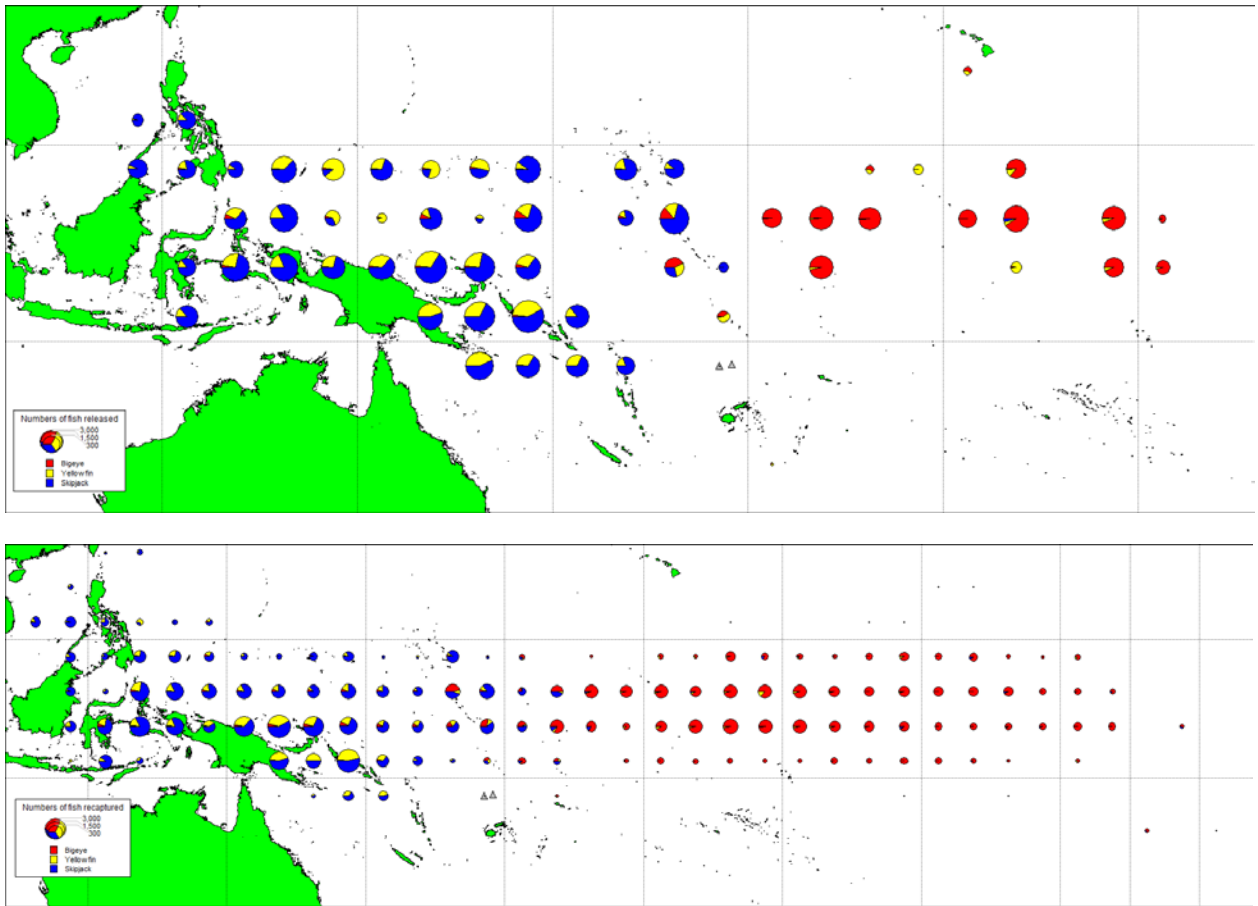 Numbers of fish released
3,000
1,500
300
Bigeye
Yellowfin
Skipjack
Numbers of fish recaptured
3,000
1,500
300
Bigeye
Yellowfin
Skipjack